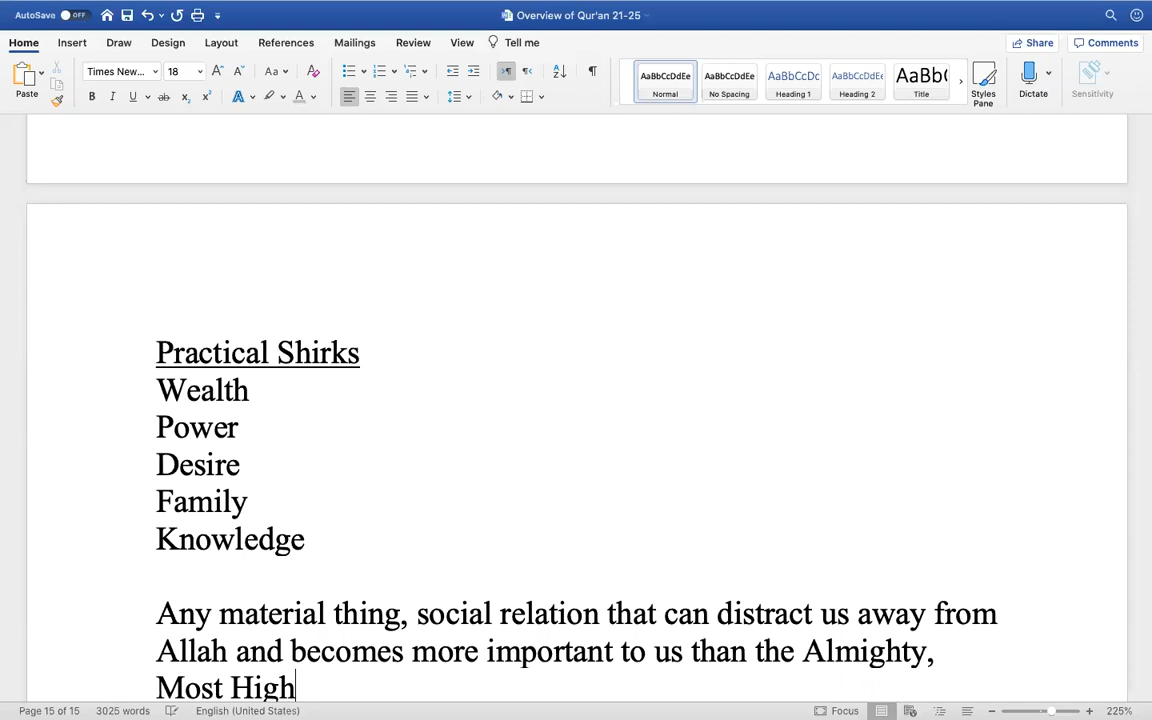 AutoSave OFF Overview of Qur'an 21-25
Home Insert Draw Design Layout References Mailings Review View Tell me Share Comments
Times New... 18 Aa AaBbCcDdEe AaBbCcDdEe AaBbCcDc AaBbCcDdEe AaBb(
Paste B I U ab x₂ x² A A Normal No Spacing Heading 1 Heading 2 Title Styles Pane Dictate Sensitivity
Practical Shirks
Wealth
Power
Desire
Family
Knowledge
Any material thing, social relation that can distract us away from
Allah and becomes more important to us than the Almighty,
Most High
Page 15 of 15 3025 words English (United States) Focus 225%